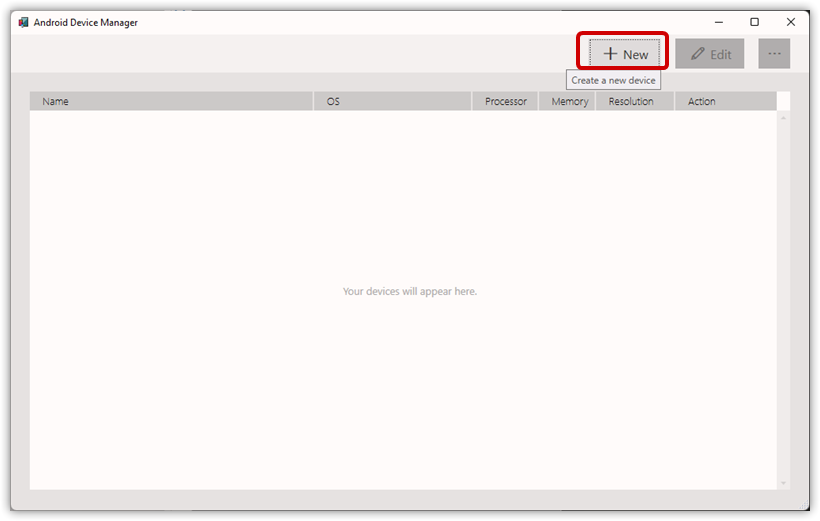 Android Device Manager
New
Edit
Create a new device
Name OS Processor Memory Resolution Action
Your devices will appear here.